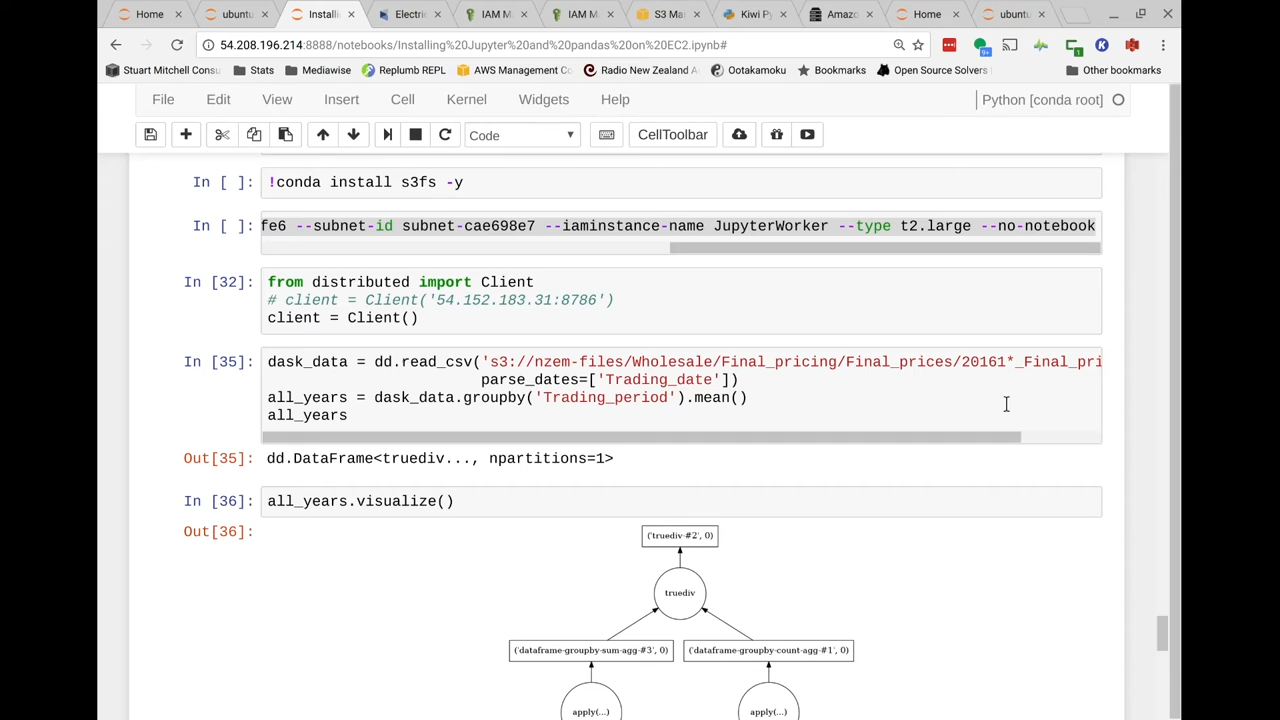 Home
ubuntu
Installi
Electric
IAM M
IAM M
S3 Ma
Kiwi Py
Amazo
Home
ubuntu
54.208.196.214:8888/notebooks/Installing%20Jupyter%20and%20pandas%20on%20EC2.ipynb#
9+
1
K
Stuart Mitchell Consu
Stats
Mediawise
Replumb REPL
AWS Management Co
Radio New Zealand A
Ootakamoku
Bookmarks
Open Source Solvers
Other bookmarks
File Edit View Insert Cell Kernel Widgets Help
Python [conda root]
Code
CellToolbar
In [ ]: !conda install s3fs -y
In [ ]: fe6 --subnet-id subnet-cae698e7 --iaminstance-name JupyterWorker --type t2.large --no-notebook
In [32]: from distributed import Client
# client = Client('54.152.183.31:8786')
client = Client()
In [35]: dask_data = dd.read_csv('s3://nzem-files/Wholesale/Final_pricing/Final_prices/20161*_Final_pri
parse_dates=['Trading_date'])
all_years = dask_data.groupby('Trading_period').mean()
all_years
Out[35]: dd.DataFrame<truediv..., npartitions=1>
In [36]: all_years.visualize()
Out[36]:
('truediv-#2', 0)
truediv
('dataframe-groupby-sum-agg-#3', 0)
('dataframe-groupby-count-agg-#1', 0)
apply(...)
apply(...)